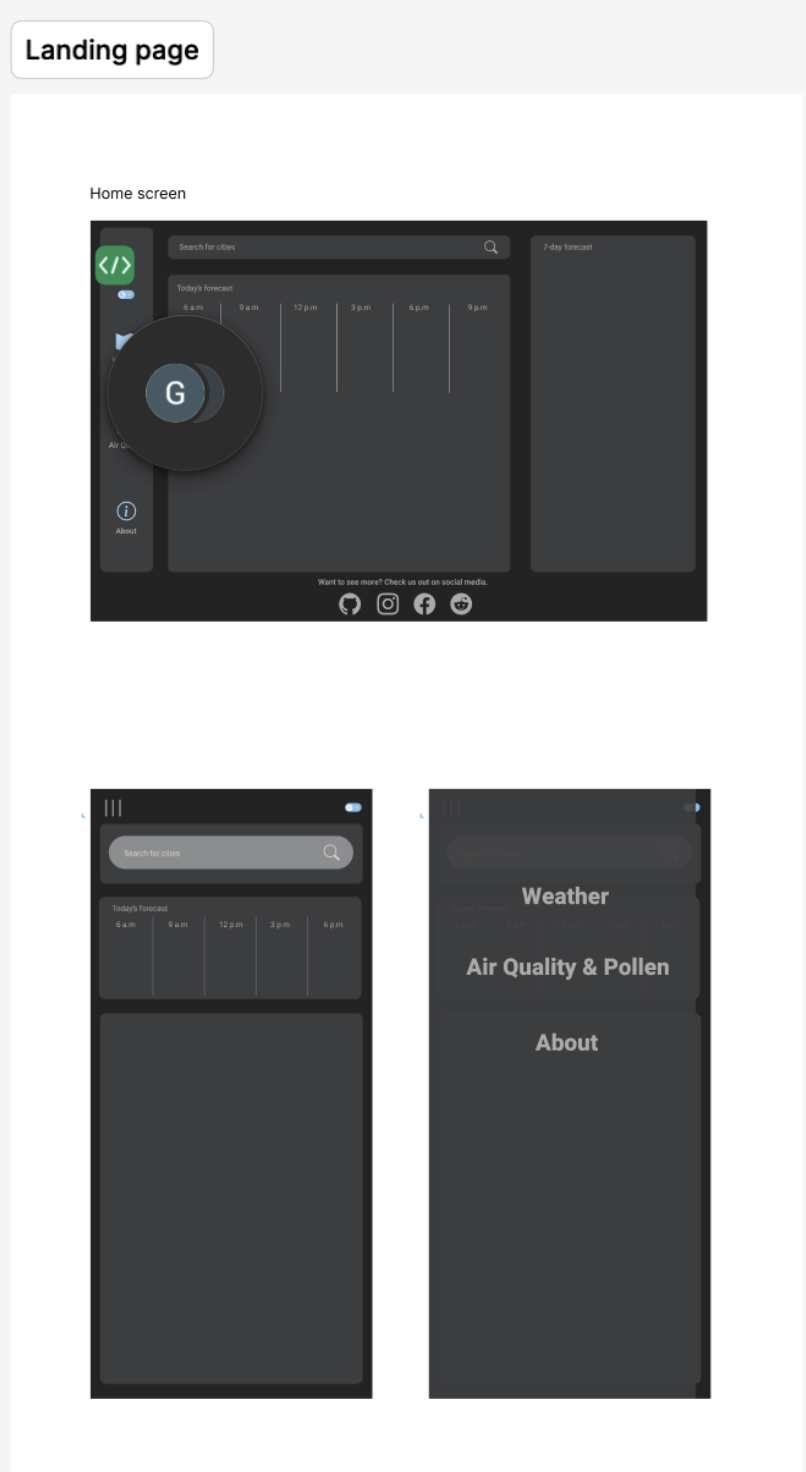 Landing page
Home screen
</>
Search for cities
7-day forecast
Today's forecast
6 a.m 9 a.m 12 p.m 3 p.m 6 p.m 9 p.m
G
Air
About
Want to see more? Check us out on social media.
Search for cities
Today's forecast
6 a.m 9 a.m 12 p.m 3 p.m 6 p.m
Weather
Air Quality & Pollen
About